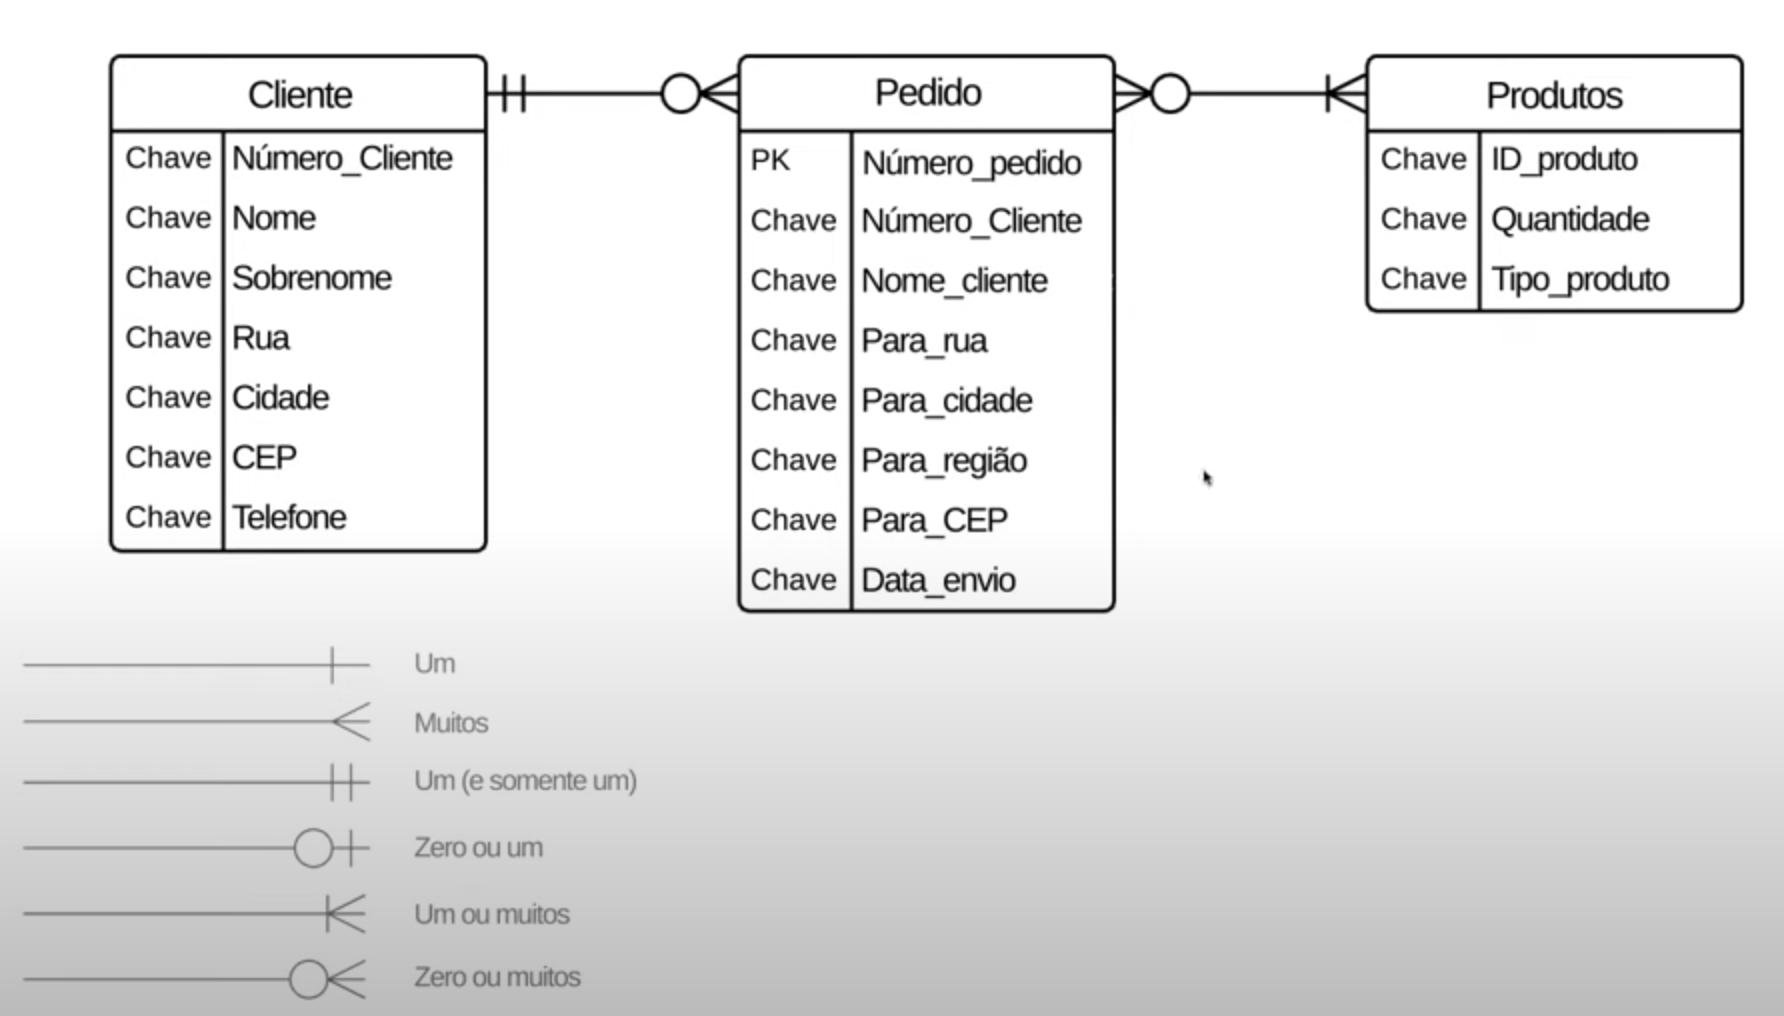 Cliente
Chave Número_Cliente
Chave Nome
Chave Sobrenome
Chave Rua
Chave Cidade
Chave CEP
Chave Telefone
Pedido
PK Número_pedido
Chave Número_Cliente
Chave Nome_cliente
Chave Para_rua
Chave Para_cidade
Chave Para_região
Chave Para_CEP
Chave Data_envio
Produtos
Chave ID_produto
Chave Quantidade
Chave Tipo_produto
Um
Muitos
Um (e somente um)
Zero ou um
Um ou muitos
Zero ou muitos